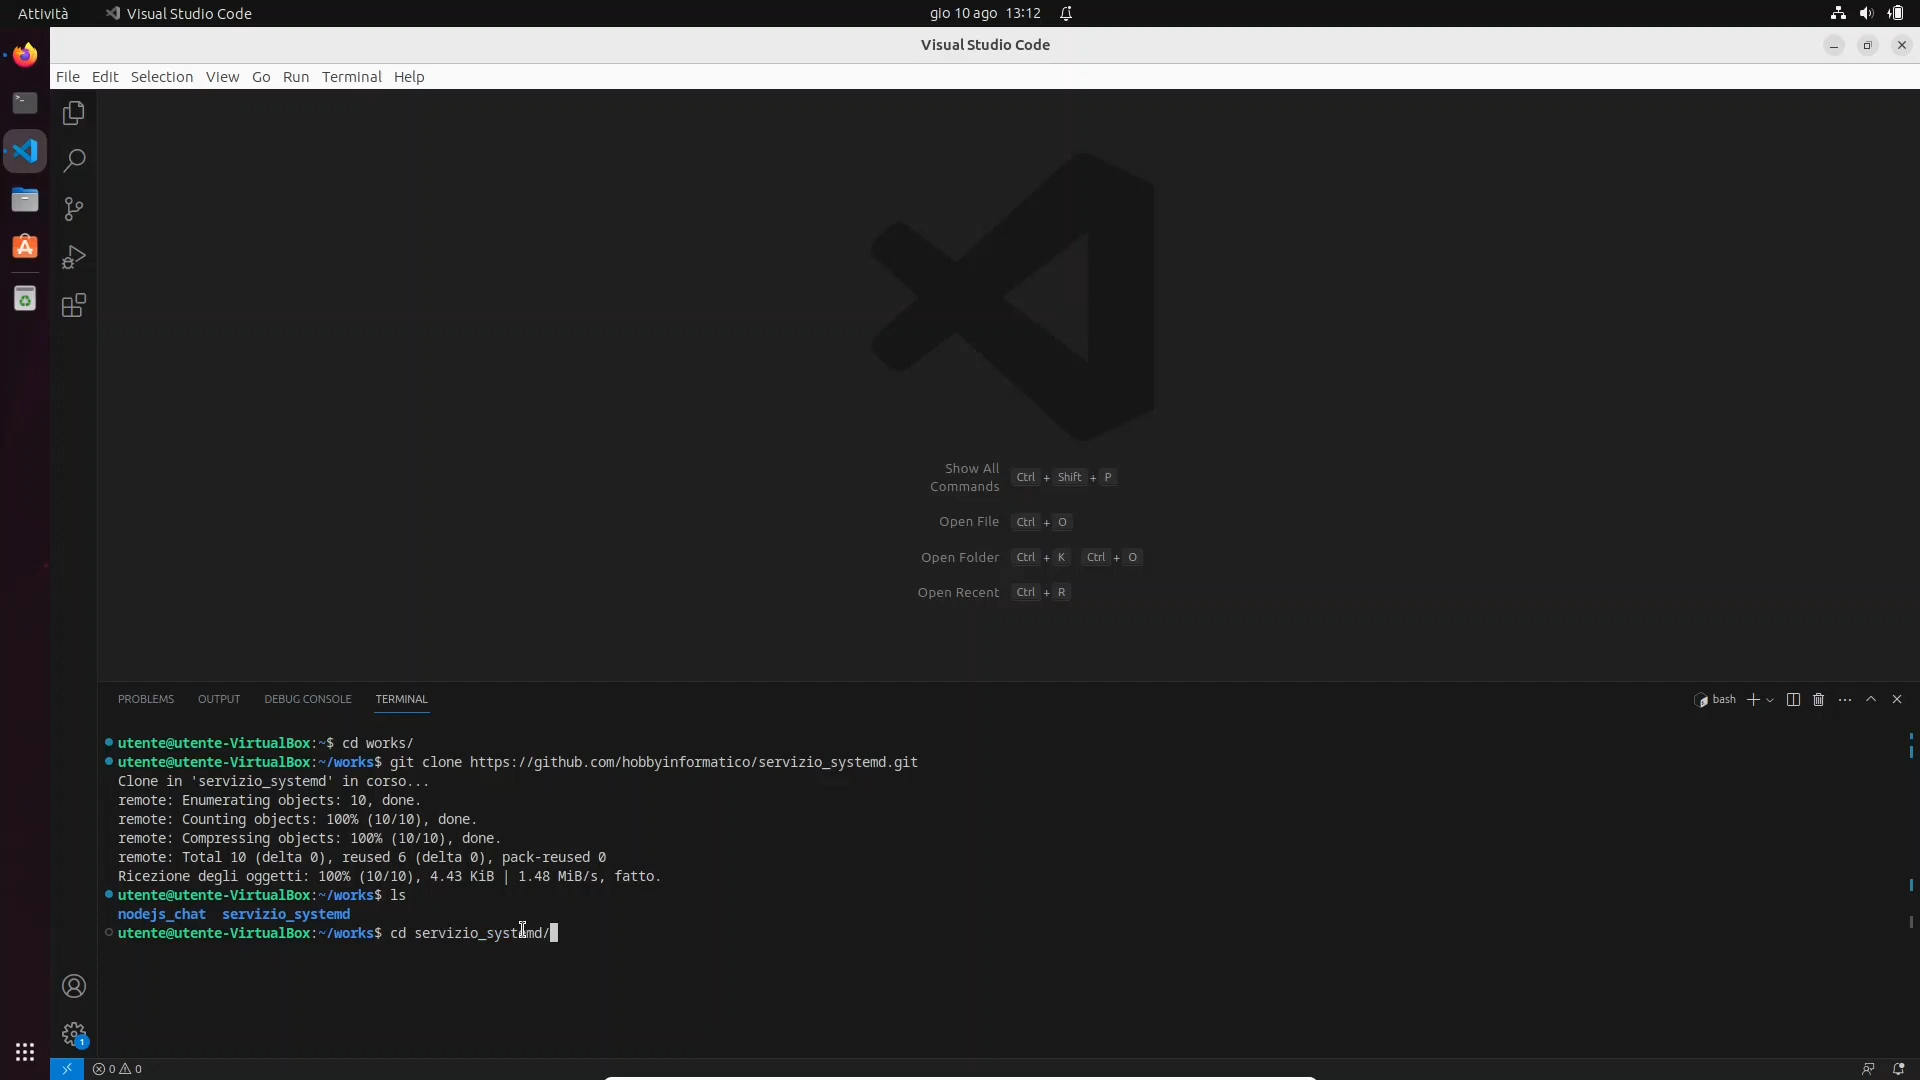 Attività Visual Studio Code gio 10 ago 13:12
Visual Studio Code
File Edit Selection View Go Run Terminal Help
Show All Commands Ctrl + Shift + P
Open File Ctrl + O
Open Folder Ctrl + K Ctrl + O
Open Recent Ctrl + R
PROBLEMS OUTPUT DEBUG CONSOLE TERMINAL bash
utente@utente-VirtualBox:~$ cd works/
utente@utente-VirtualBox:~/works$ git clone https://github.com/hobbyinformatico/servizio_systemd.git
Clone in 'servizio_systemd' in corso...
remote: Enumerating objects: 10, done.
remote: Counting objects: 100% (10/10), done.
remote: Compressing objects: 100% (10/10), done.
remote: Total 10 (delta 0), reused 6 (delta 0), pack-reused 0
Ricezione degli oggetti: 100% (10/10), 4.43 KiB | 1.48 MiB/s, fatto.
utente@utente-VirtualBox:~/works$ ls
nodejs_chat servizio_systemd
utente@utente-VirtualBox:~/works$ cd servizio_systemd/
1
0 0